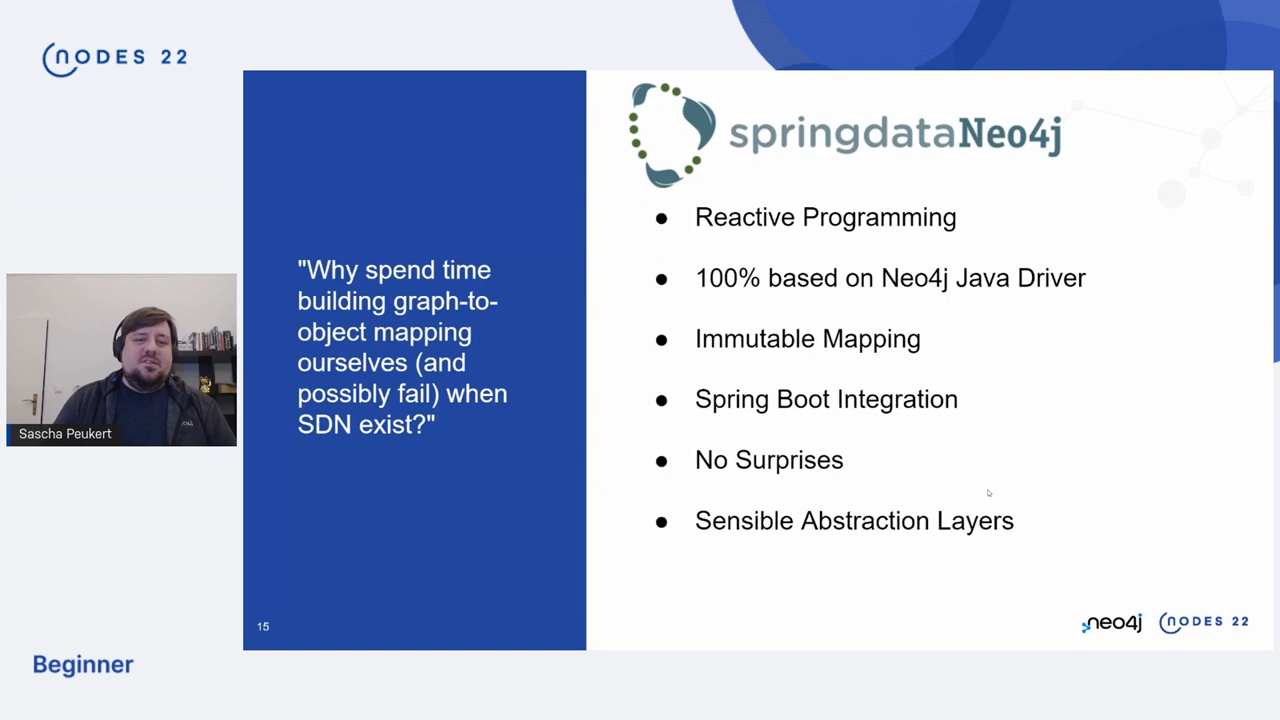 NODES 22
springdataNeo4j
"Why spend time
building graph-to-
object mapping
ourselves (and
possibly fail) when
SDN exist?"
● Reactive Programming
● 100% based on Neo4j Java Driver
● Immutable Mapping
● Spring Boot Integration
● No Surprises
● Sensible Abstraction Layers
Sascha Peukert
15
neo4j NODES 22
Beginner